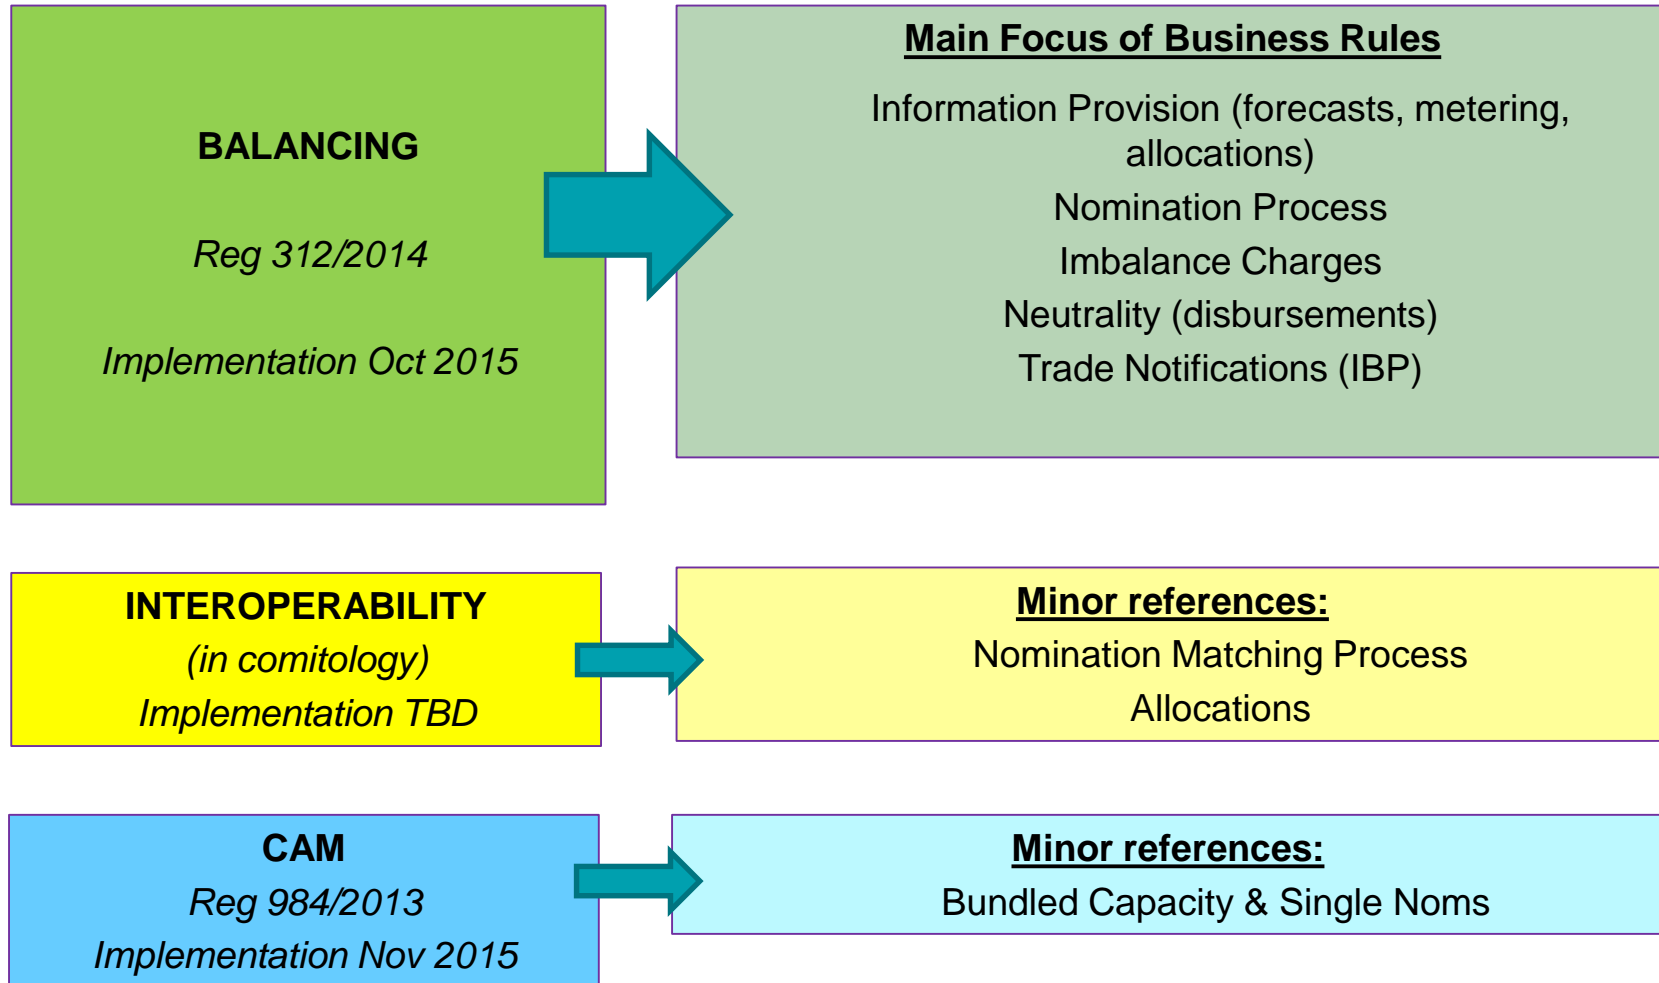 BALANCING
Reg 312/2014
Implementation Oct 2015
Main Focus of Business Rules
Information Provision (forecasts, metering,
allocations)
Nomination Process
Imbalance Charges
Neutrality (disbursements)
Trade Notifications (IBP)
INTEROPERABILITY
(in comitology)
Implementation TBD
Minor references:
Nomination Matching Process
Allocations
CAM
Reg 984/2013
Implementation Nov 2015
Minor references:
Bundled Capacity & Single Noms